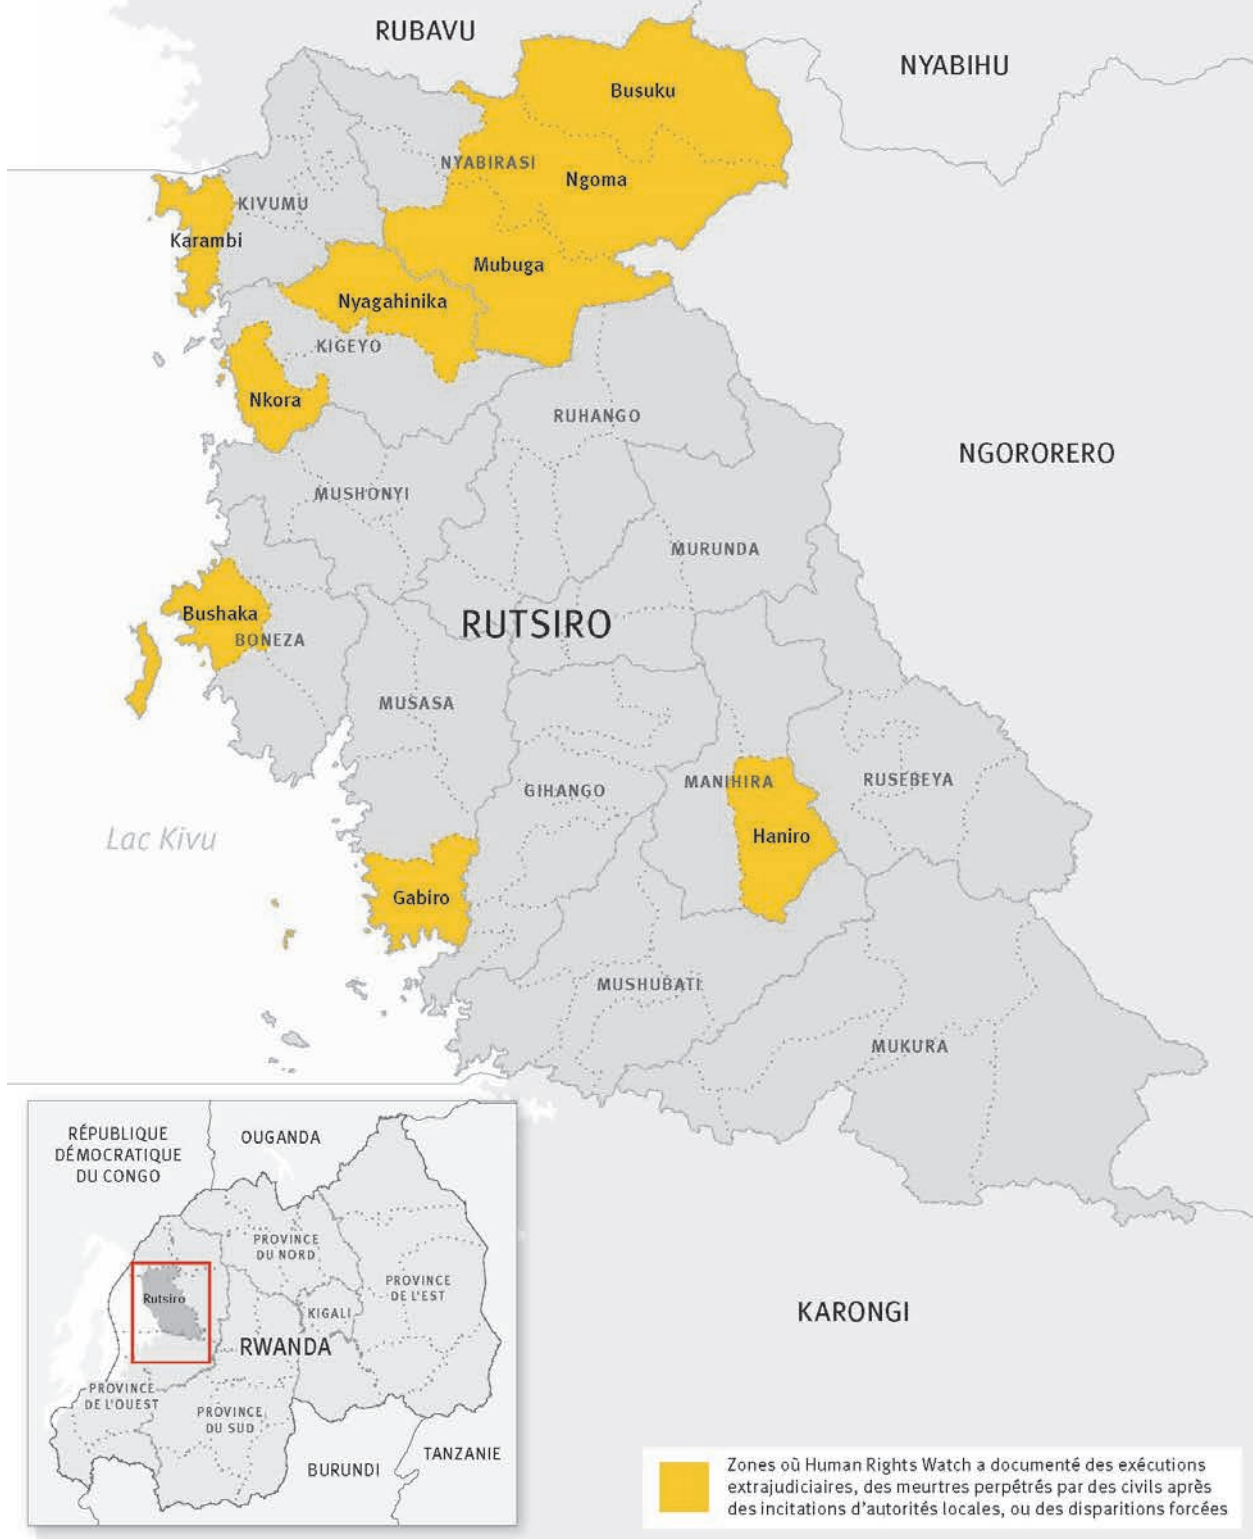 RUBAVU
NYABIHU
Busuku
NYABIRASI
Ngoma
KIVUMU
Karambi
Mubuga
Nyagahinika
KIGEYO
Nkora
RUHANGO
NGORORERO
MUSHONYI
MURUNDA
Bushaka
RUTSIRO
BONEZA
MUSASA
MANIHIRA
RUSEBEYA
GIHANGO
Haniro
Lac Kivu
Gabiro
MUSHUBATI
MUKURA
RÉPUBLIQUE
DÉMOCRATIQUE
DU CONGO
OUGANDA
PROVINCE
DU NORD
PROVINCE
DE L'EST
Rutsiro
KIGALI
RWANDA
PROVINCE
DE L'OUEST
PROVINCE
DU SUD
BURUNDI
TANZANIE
KARONGI
Zones où Human Rights Watch a documenté des exécutions
extrajudiciaires, des meurtres perpétrés par des civils après
des incitations d'autorités locales, ou des disparitions forcées